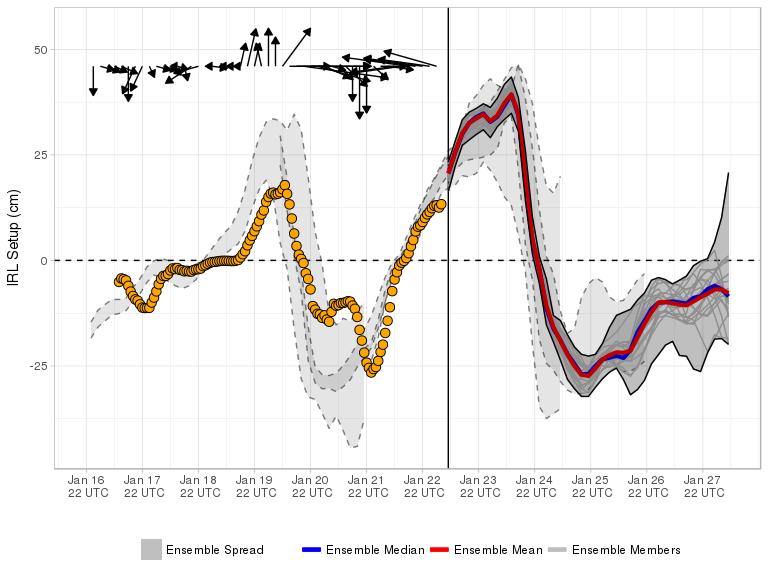 IRL Setup (cm)
50
25
0
-25
Jan 16 Jan 17 Jan 18 Jan 19 Jan 20 Jan 21 Jan 22 Jan 23 Jan 24 Jan 25 Jan 26 Jan 27
22 UTC 22 UTC 22 UTC 22 UTC 22 UTC 22 UTC 22 UTC 22 UTC 22 UTC 22 UTC 22 UTC 22 UTC
Ensemble Spread Ensemble Median Ensemble Mean Ensemble Members